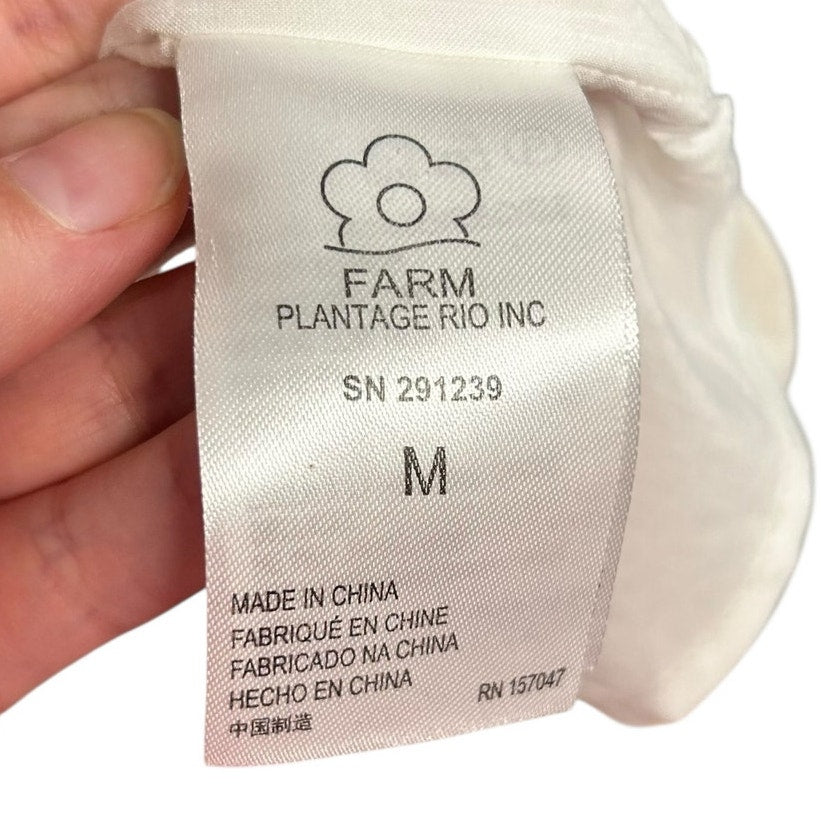 FARM
PLANTAGE RIO INC
SN 291239
M
MADE IN CHINA
FABRIQUÉ EN CHINE
FABRICADO NA CHINA
HECHO EN CHINA
中国制造
RN 157047